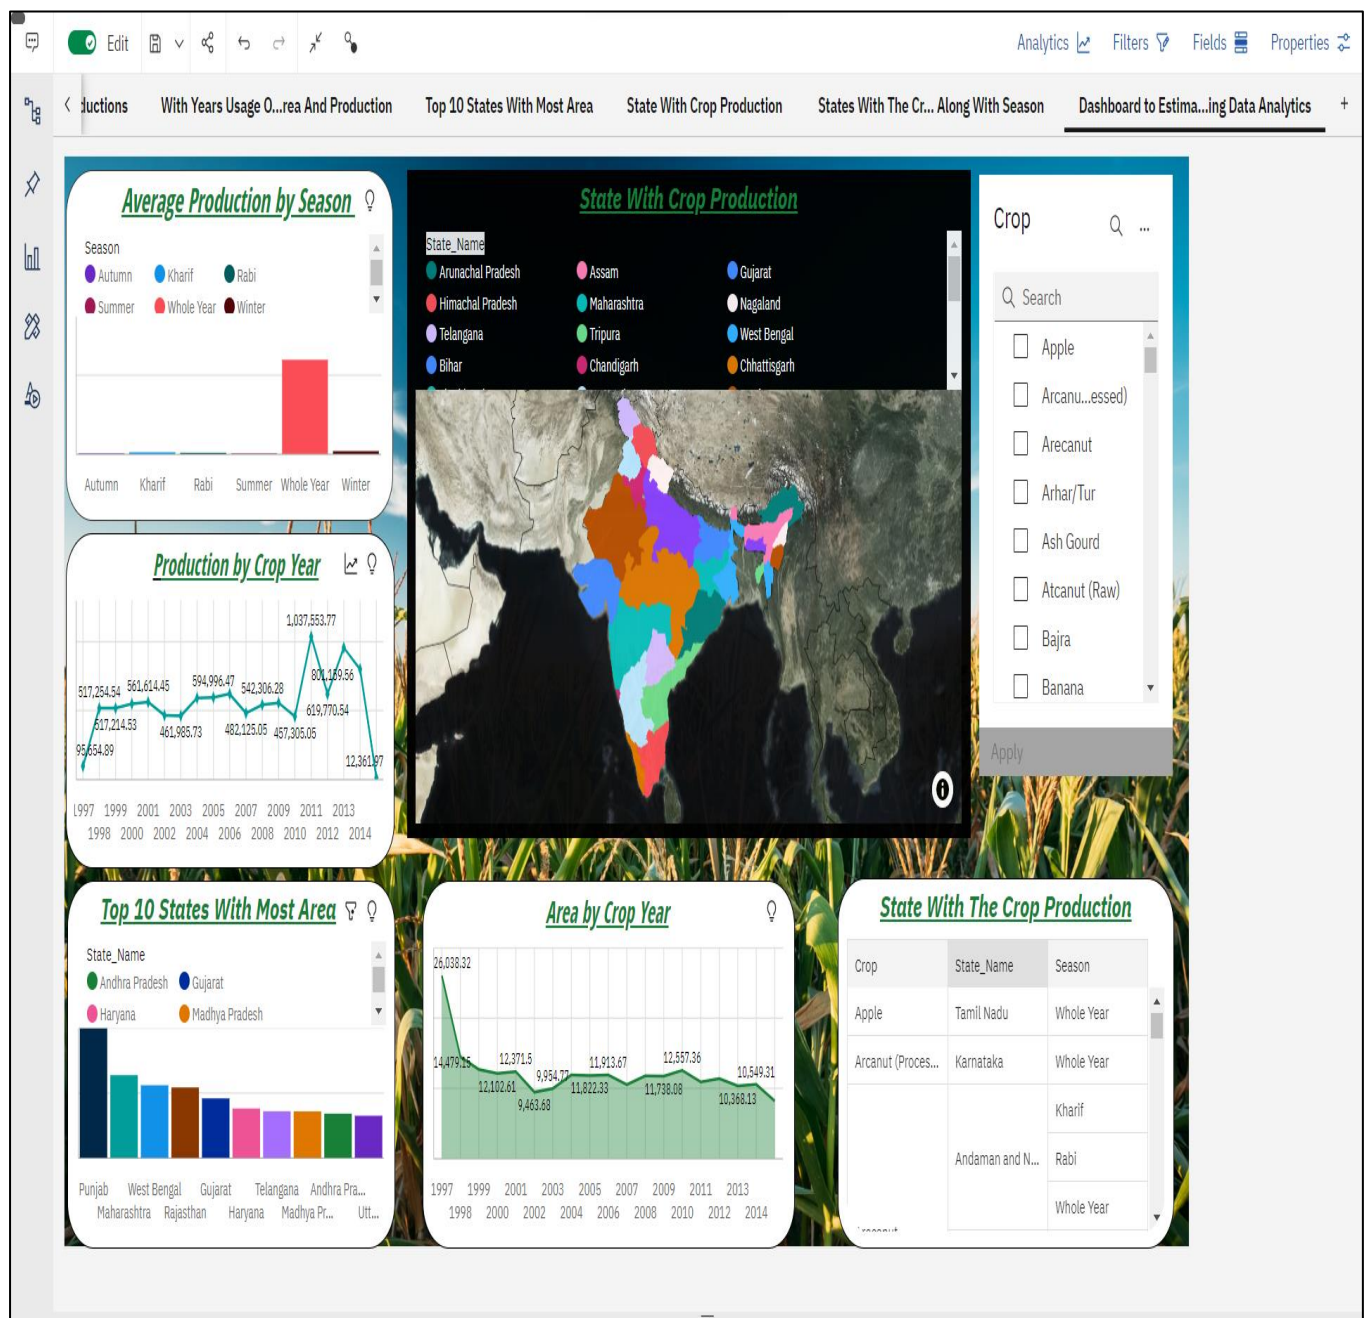 Edit
Analytics Filters Fields Properties
ductions With Years Usage O...rea And Production Top 10 States With Most Area State With Crop Production States With The Cr... Along With Season Dashboard to Estima...ing Data Analytics +
Average Production by Season
Season
Autumn Kharif Rabi
Summer Whole Year Winter
Autumn Kharif Rabi Summer Whole Year Winter
State With Crop Production
State_Name
Arunachal Pradesh Assam Gujarat
Himachal Pradesh Maharashtra Nagaland
Telangana Tripura West Bengal
Bihar Chandigarh Chhattisgarh
Crop
...
Search
Apple
Arcanu...essed)
Arecanut
Arhar/Tur
Ash Gourd
Atcanut (Raw)
Bajra
Banana
Apply
Production by Crop Year
1,037,553.77
517,254.54 561,614.45 594,996.47 542,306.28 801,159.56
517,214.53 461,985.73 482,125.05 457,305.05 619,770.54
95,654.89 12,361.97
1997 1999 2001 2003 2005 2007 2009 2011 2013
1998 2000 2002 2004 2006 2008 2010 2012 2014
Top 10 States With Most Area
State_Name
Andhra Pradesh Gujarat
Haryana Madhya Pradesh
Punjab West Bengal Gujarat Telangana Andhra Pra...
Maharashtra Rajasthan Haryana Madhya Pr... Utt...
Area by Crop Year
26,038.32
14,479.15 12,371.5 9,954.77 11,913.67 12,557.36 10,549.31
12,102.61 9,463.68 11,822.33 11,738.08 10,368.13
1997 1999 2001 2003 2005 2007 2009 2011 2013
1998 2000 2002 2004 2006 2008 2010 2012 2014
State With The Crop Production
Crop State_Name Season
Apple Tamil Nadu Whole Year
Arcanut (Proces... Karnataka Whole Year
Kharif
Andaman and N... Rabi
Whole Year